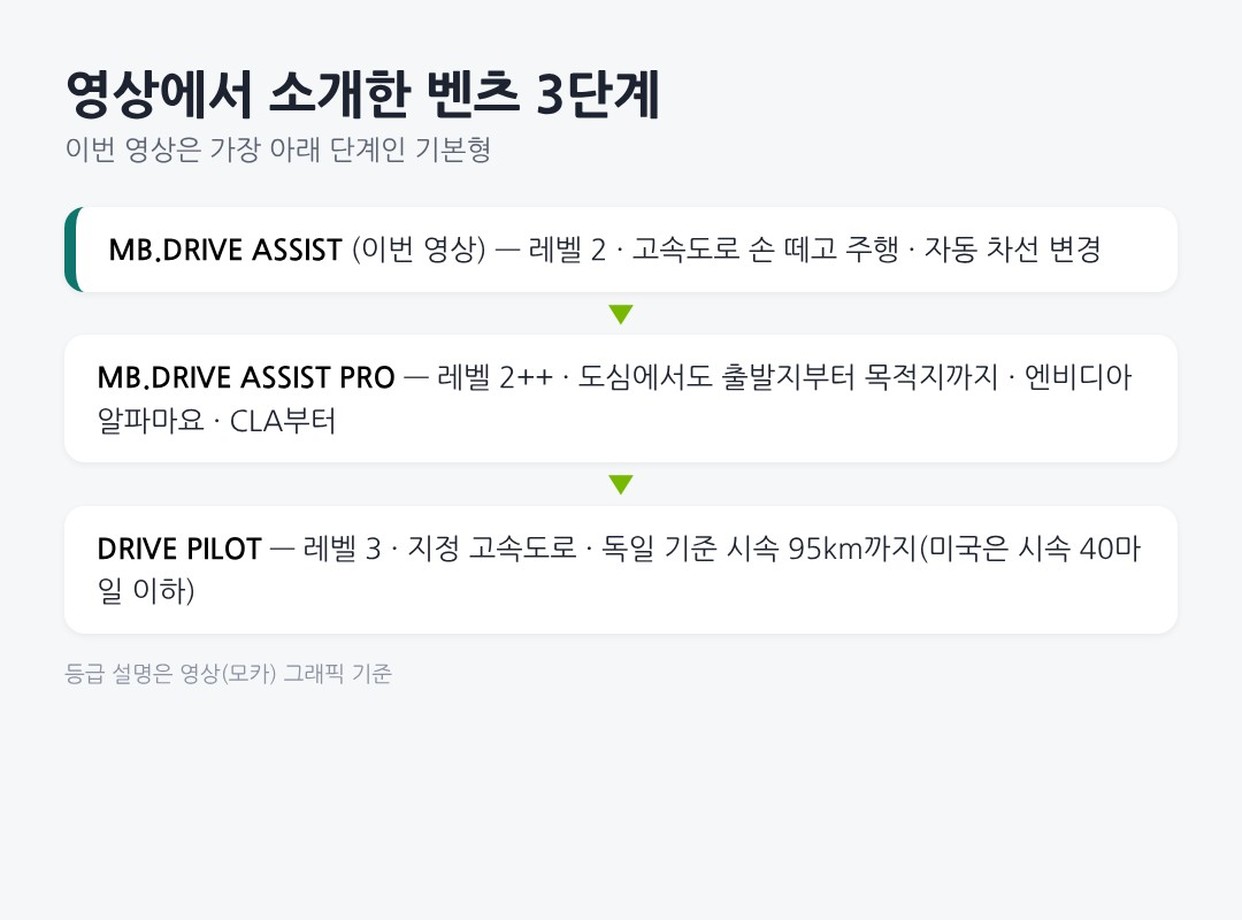 영상에서 소개한 벤츠 3단계
이번 영상은 가장 아래 단계인 기본형
MB.DRIVE ASSIST (이번 영상) — 레벨 2 · 고속도로 손 떼고 주행 · 자동 차선 변경
MB.DRIVE ASSIST PRO — 레벨 2++ · 도심에서도 출발지부터 목적지까지 · 엔비디아
알파마요 · CLA부터
DRIVE PILOT — 레벨 3 · 지정 고속도로 · 독일 기준 시속 95km까지(미국은 시속 40마
일 이하)
등급 설명은 영상(모카) 그래픽 기준